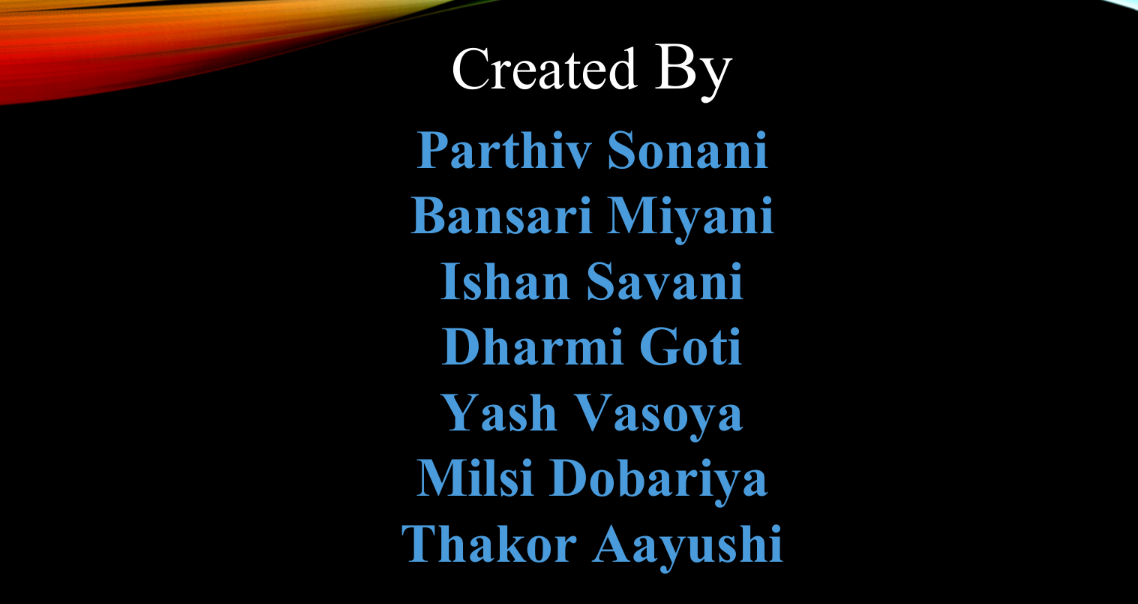 Created By
Parthiv Sonani
Bansari Miyani
Ishan Savani
Dharmi Goti
Yash Vasoya
Milsi Dobariya
Thakor Aayushi